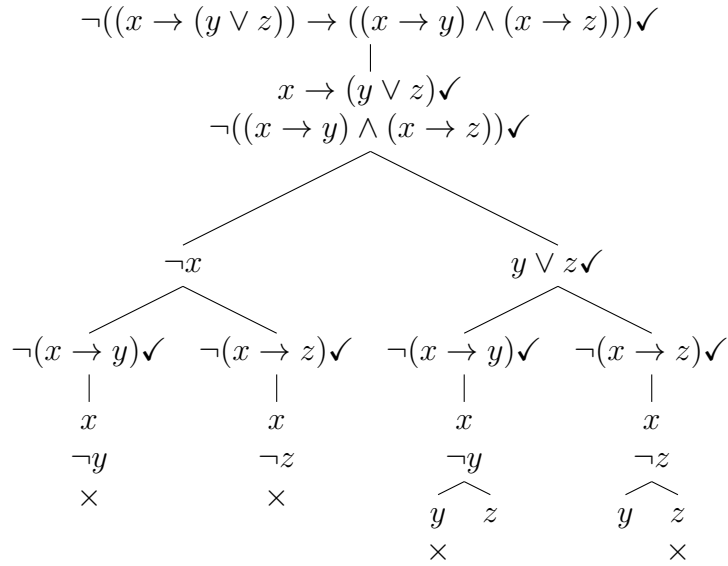 ¬((x → (y ∨ z)) → ((x → y) ∧ (x → z)))✓
x → (y ∨ z)✓
¬((x → y) ∧ (x → z))✓
¬x y ∨ z✓
¬(x → y)✓ ¬(x → z)✓ ¬(x → y)✓ ¬(x → z)✓
x x x x
¬y ¬z ¬y ¬z
× ×
y z y z
× ×